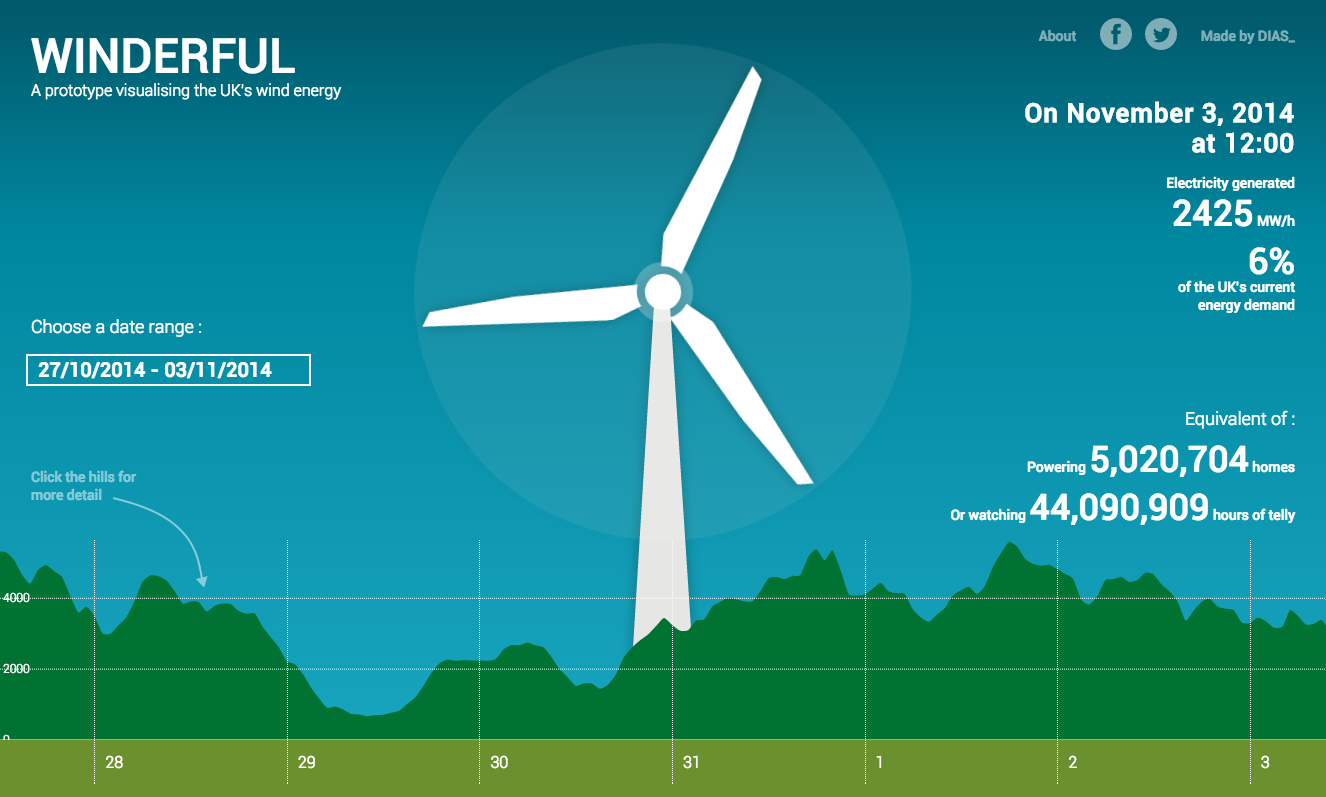 WINDERFUL
A prototype visualising the UK's wind energy
About
Made by DIAS_
On November 3, 2014
at 12:00
Electricity generated
2425 MW/h
6%
of the UK's current
energy demand
Choose a date range :
27/10/2014 - 03/11/2014
Equivalent of :
Powering 5,020,704 homes
Or watching 44,090,909 hours of telly
Click the hills for
more detail
4000
2000
0
28 29 30 31 1 2 3